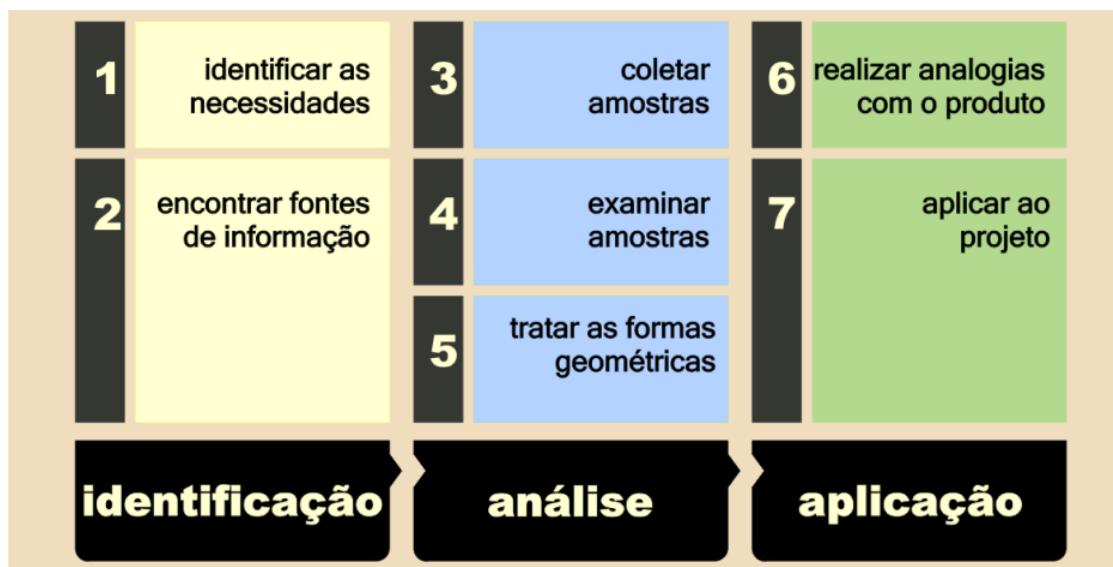 1
identificar as
necessidades
2
encontrar fontes
de informação
identificação
3
coletar
amostras
4
examinar
amostras
5
tratar as formas
geométricas
análise
6
realizar analogias
com o produto
7
aplicar ao
projeto
aplicação